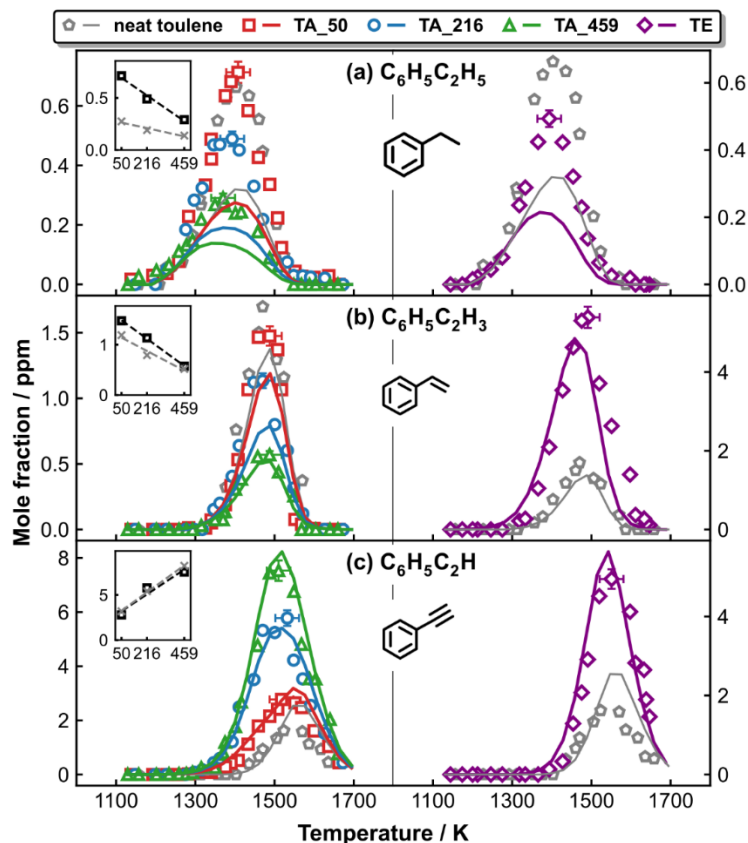 neat toulene TA_50 TA_216 TA_459 TE
(a) C6H5C2H5
0.6
0.4
0.2
0.0
0.5
0.0
50 216 459
0.6
0.4
0.2
0.0
(b) C6H5C2H3
1.5
1.0
0.5
0.0
1
0
50 216 459
4
2
0
(c) C6H5C2H
8
6
4
2
0
5
0
50 216 459
4
2
0
Mole fraction / ppm
1100 1300 1500 1700 1100 1300 1500 1700
Temperature / K